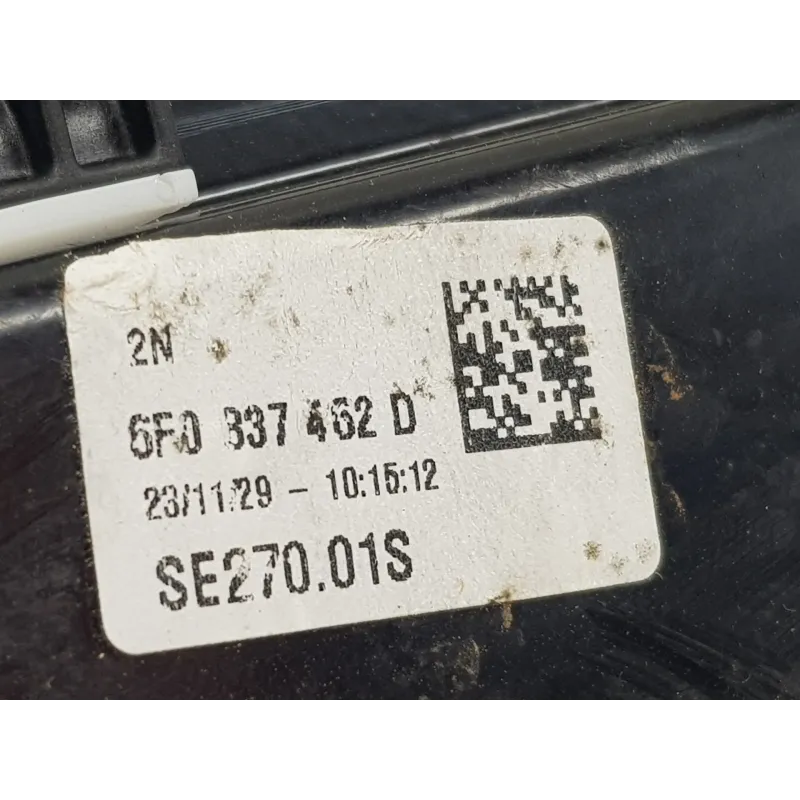 2N
6F0 837 462 D
23/11/29 - 10:15:12
SE270.01S